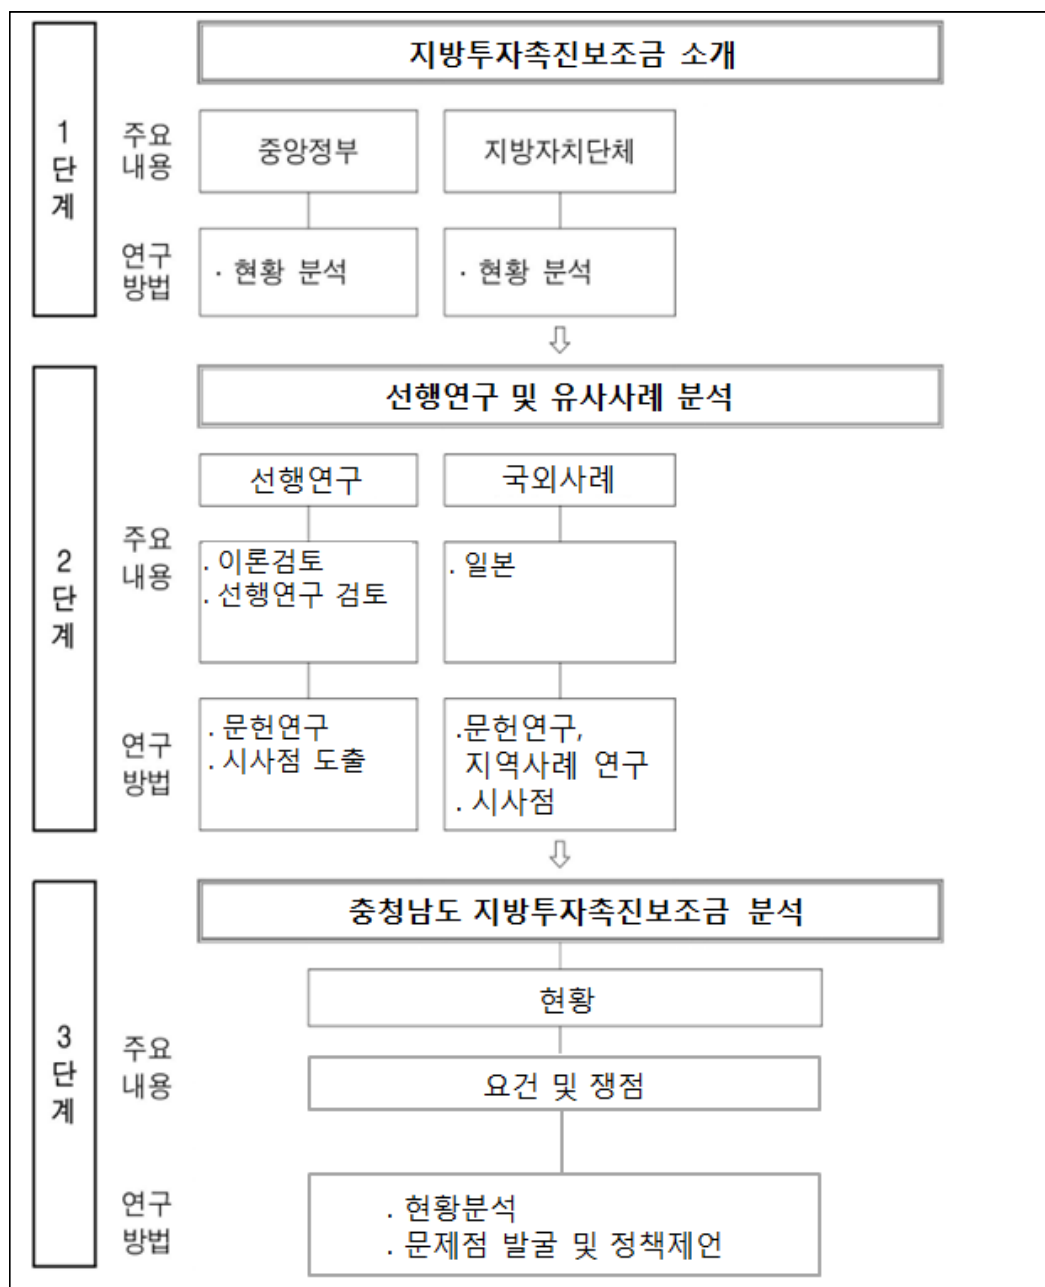 지방투자촉진보조금 소개
1
단
계
주요
내용
중앙정부
지방자치단체
연구
방법
· 현황 분석
· 현황 분석
선행연구 및 유사사례 분석
2
단
계
선행연구
국외사례
주요
내용
. 이론검토
. 선행연구 검토
. 일본
연구
방법
. 문헌연구
. 시사점 도출
.문헌연구,
지역사례 연구
. 시사점
충청남도 지방투자촉진보조금 분석
3
단
계
주요
내용
현황
요건 및 쟁점
연구
방법
. 현황분석
. 문제점 발굴 및 정책제언